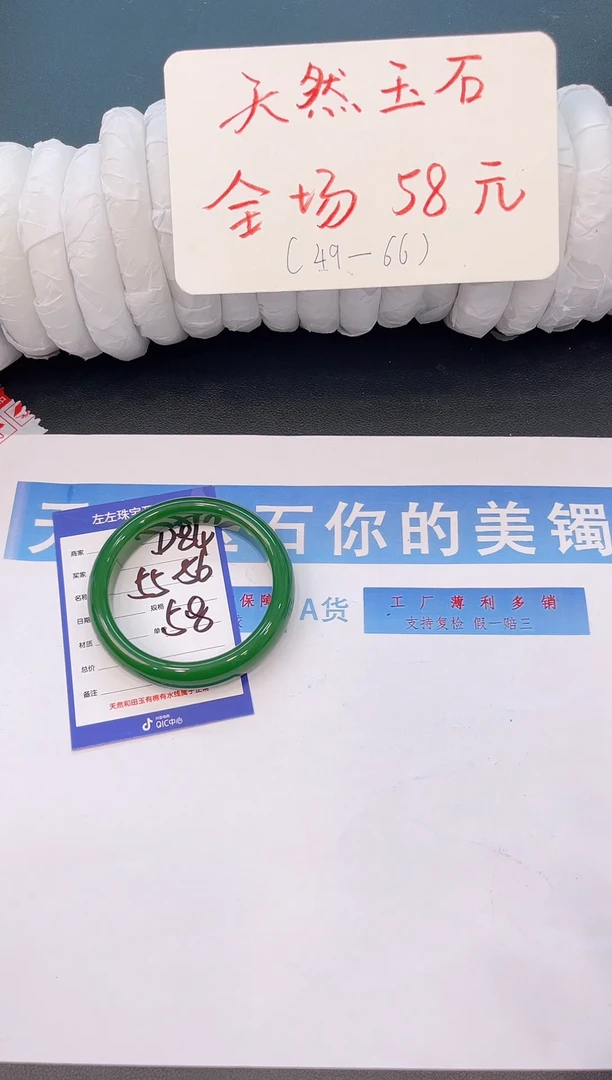 天然玉石
全场58元
(49-66)
石你的美镯
左左珠宝
商家
买家
名称
日期
材质
总价
备注
规格
D84
55 56
58
保障
A货
工厂薄利多销
支持复检 假一赔三
天然和田玉有棉有水线属于正常
QIC中心